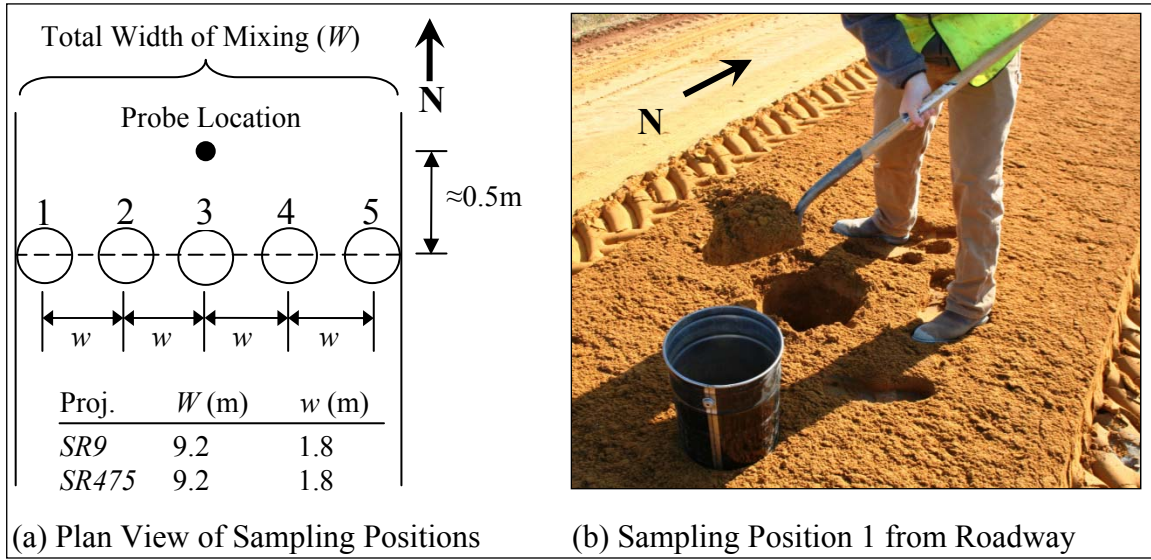 Total Width of Mixing (W)
N
Probe Location
≈0.5m
1 2 3 4 5
w w w w
Proj. W (m) w (m)
SR9 9.2 1.8
SR475 9.2 1.8
(a) Plan View of Sampling Positions
N
(b) Sampling Position 1 from Roadway